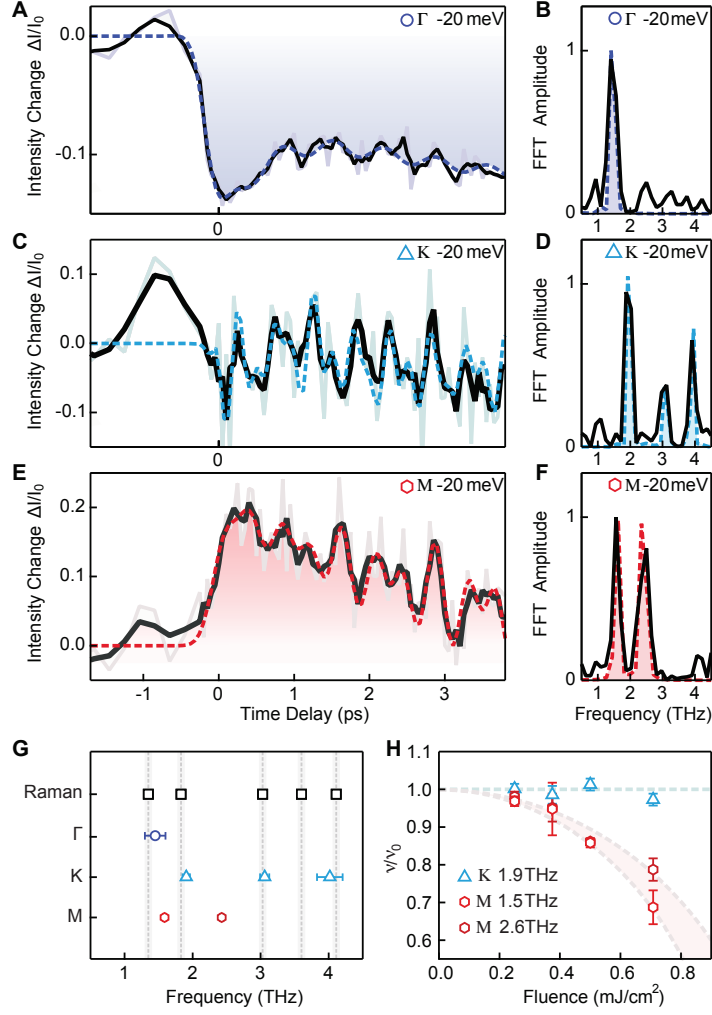 A
Γ -20 meV
Intensity Change ΔI/I0
0.0
-0.1
0
B
Γ -20 meV
FFT Amplitude
1
0
1 2 3 4
C
K -20 meV
Intensity Change ΔI/I0
0.1
0.0
-0.1
0
D
K -20 meV
FFT Amplitude
1
0
1 2 3 4
E
M -20 meV
Intensity Change ΔI/I0
0.2
0.1
0.0
-1 0 1 2 3
Time Delay (ps)
F
M -20 meV
FFT Amplitude
1
0
1 2 3 4
Frequency (THz)
G
Raman
Γ
K
M
1 2 3 4
Frequency (THz)
H
ν/ν0
1.1
1.0
0.9
0.8
0.7
0.6
K 1.9THz
M 1.5THz
M 2.6THz
0.0 0.2 0.4 0.6 0.8
Fluence (mJ/cm²)